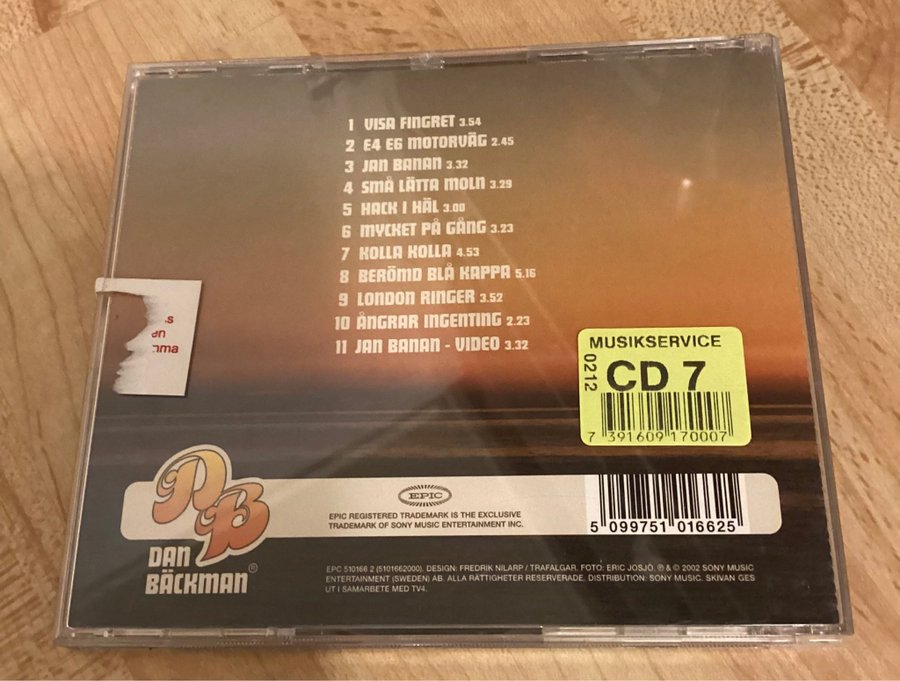 1 VISA FINGRET 3.54
2 E4 E6 MOTORVÄG 2.45
3 JAN BANAN 3.32
4 SMÅ LÄTTA MOLN 3.29
5 HACK I HÄL 3.00
6 MYCKET PÅ GÅNG 3.23
7 KOLLA KOLLA 4.53
8 BERÖMD BLÅ KAPPA 5.16
9 LONDON RINGER 3.52
10 ÅNGRAR INGENTING 2.23
11 JAN BANAN - VIDEO 3.32
MUSIKSERVICE
0212
CD 7
7 391609 170007
DB
DAN
BÄCKMAN®
EPIC
EPIC REGISTERED TRADEMARK IS THE EXCLUSIVE
TRADEMARK OF SONY MUSIC ENTERTAINMENT INC.
5 099751 016625
EPC 510166 2 (5101662000). DESIGN: FREDRIK NILARP / TRAFALGAR. FOTO: ERIC JOSJÖ. ℗ & © 2002 SONY MUSIC
ENTERTAINMENT (SWEDEN) AB. ALLA RÄTTIGHETER RESERVERADE. DISTRIBUTION: SONY MUSIC. SKIVAN GES
UT I SAMARBETE MED TV4.